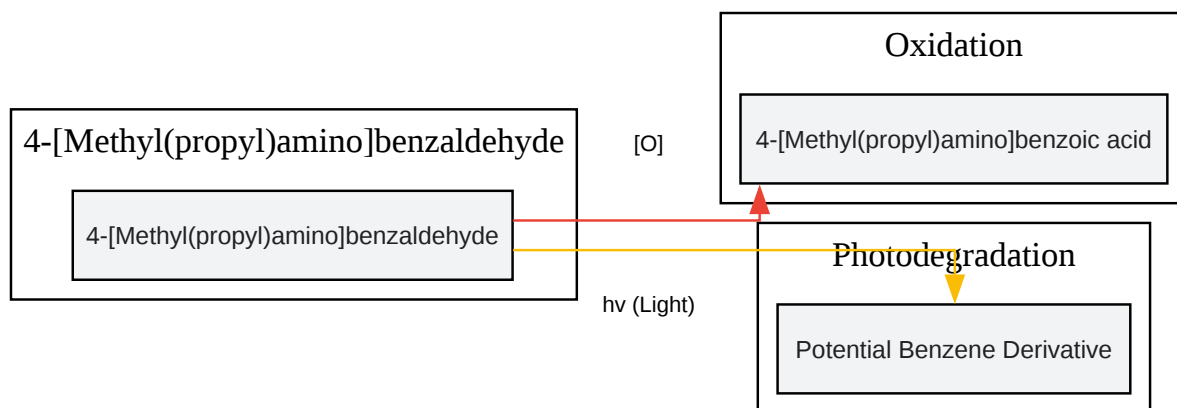 Oxidation
4-[Methyl(propyl)amino]benzaldehyde
[O]
4-[Methyl(propyl)amino]benzoic acid
4-[Methyl(propyl)amino]benzaldehyde
Photodegradation
hv (Light)
Potential Benzene Derivative